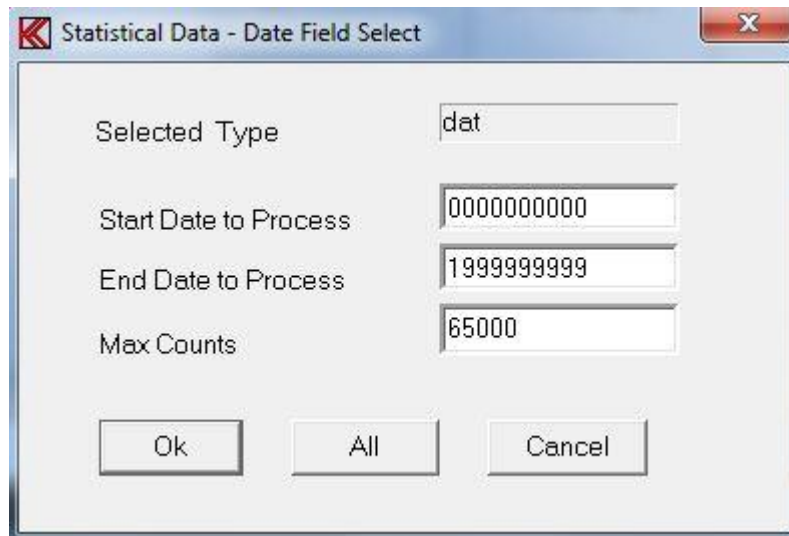 Statistical Data - Date Field Select
Selected Type dat
Start Date to Process 0000000000
End Date to Process 1999999999
Max Counts 65000
Ok All Cancel